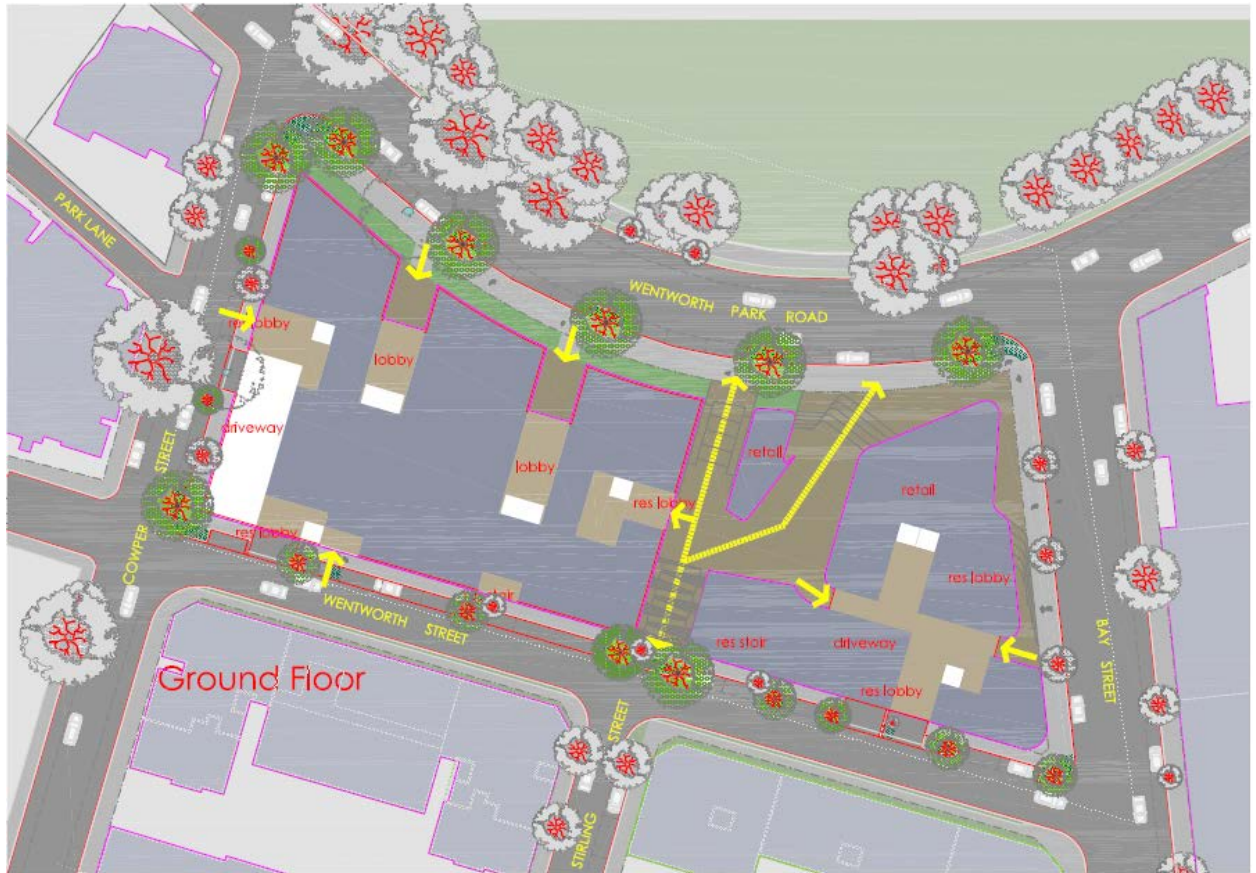 PARK LANE
WENTWORTH PARK ROAD
res lobby
lobby
driveway
lobby
retail
retail
res lobby
STREET
COWPER
res lobby
WENTWORTH STREET
stair
res stair
driveway
res lobby
res lobby
BAY STREET
Ground Floor
STREET
STIRLING